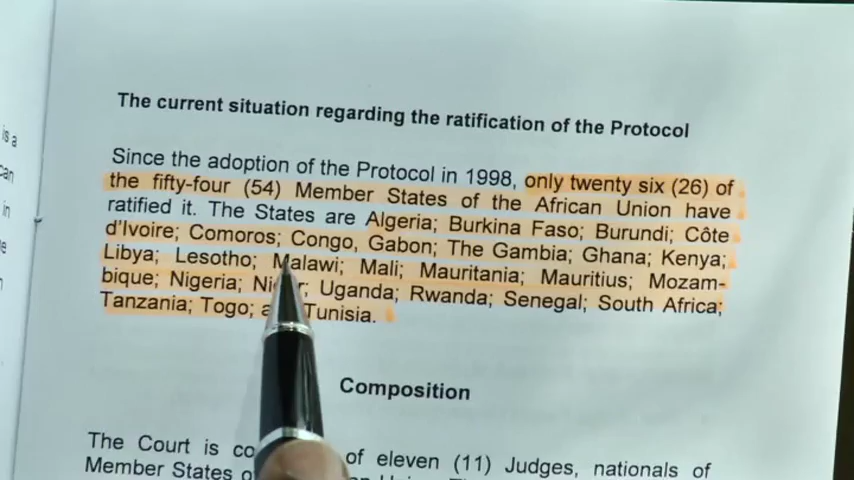 is a
can
in
The current situation regarding the ratification of the Protocol
Since the adoption of the Protocol in 1998, only twenty six (26) of
the fifty-four (54) Member States of the African Union have
ratified it. The States are Algeria; Burkina Faso; Burundi; Côte
d'Ivoire; Comoros; Congo, Gabon; The Gambia; Ghana; Kenya;
Libya; Lesotho; Malawi; Mali; Mauritania; Mauritius; Mozam-
bique; Nigeria; Uganda; Rwanda; Senegal; South Africa;
Tanzania; Togo; Tunisia.
Composition
The Court is of eleven (11) Judges, nationals of
Member States